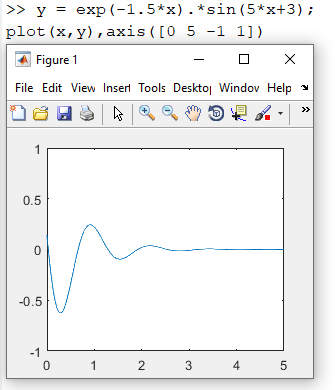 >> y = exp(-1.5*x).*sin(5*x+3);
plot(x,y),axis([0 5 -1 1])
Figure 1
File Edit View Insert Tools Desktop Window Help
1
0.5
0
-0.5
-1
0 1 2 3 4 5